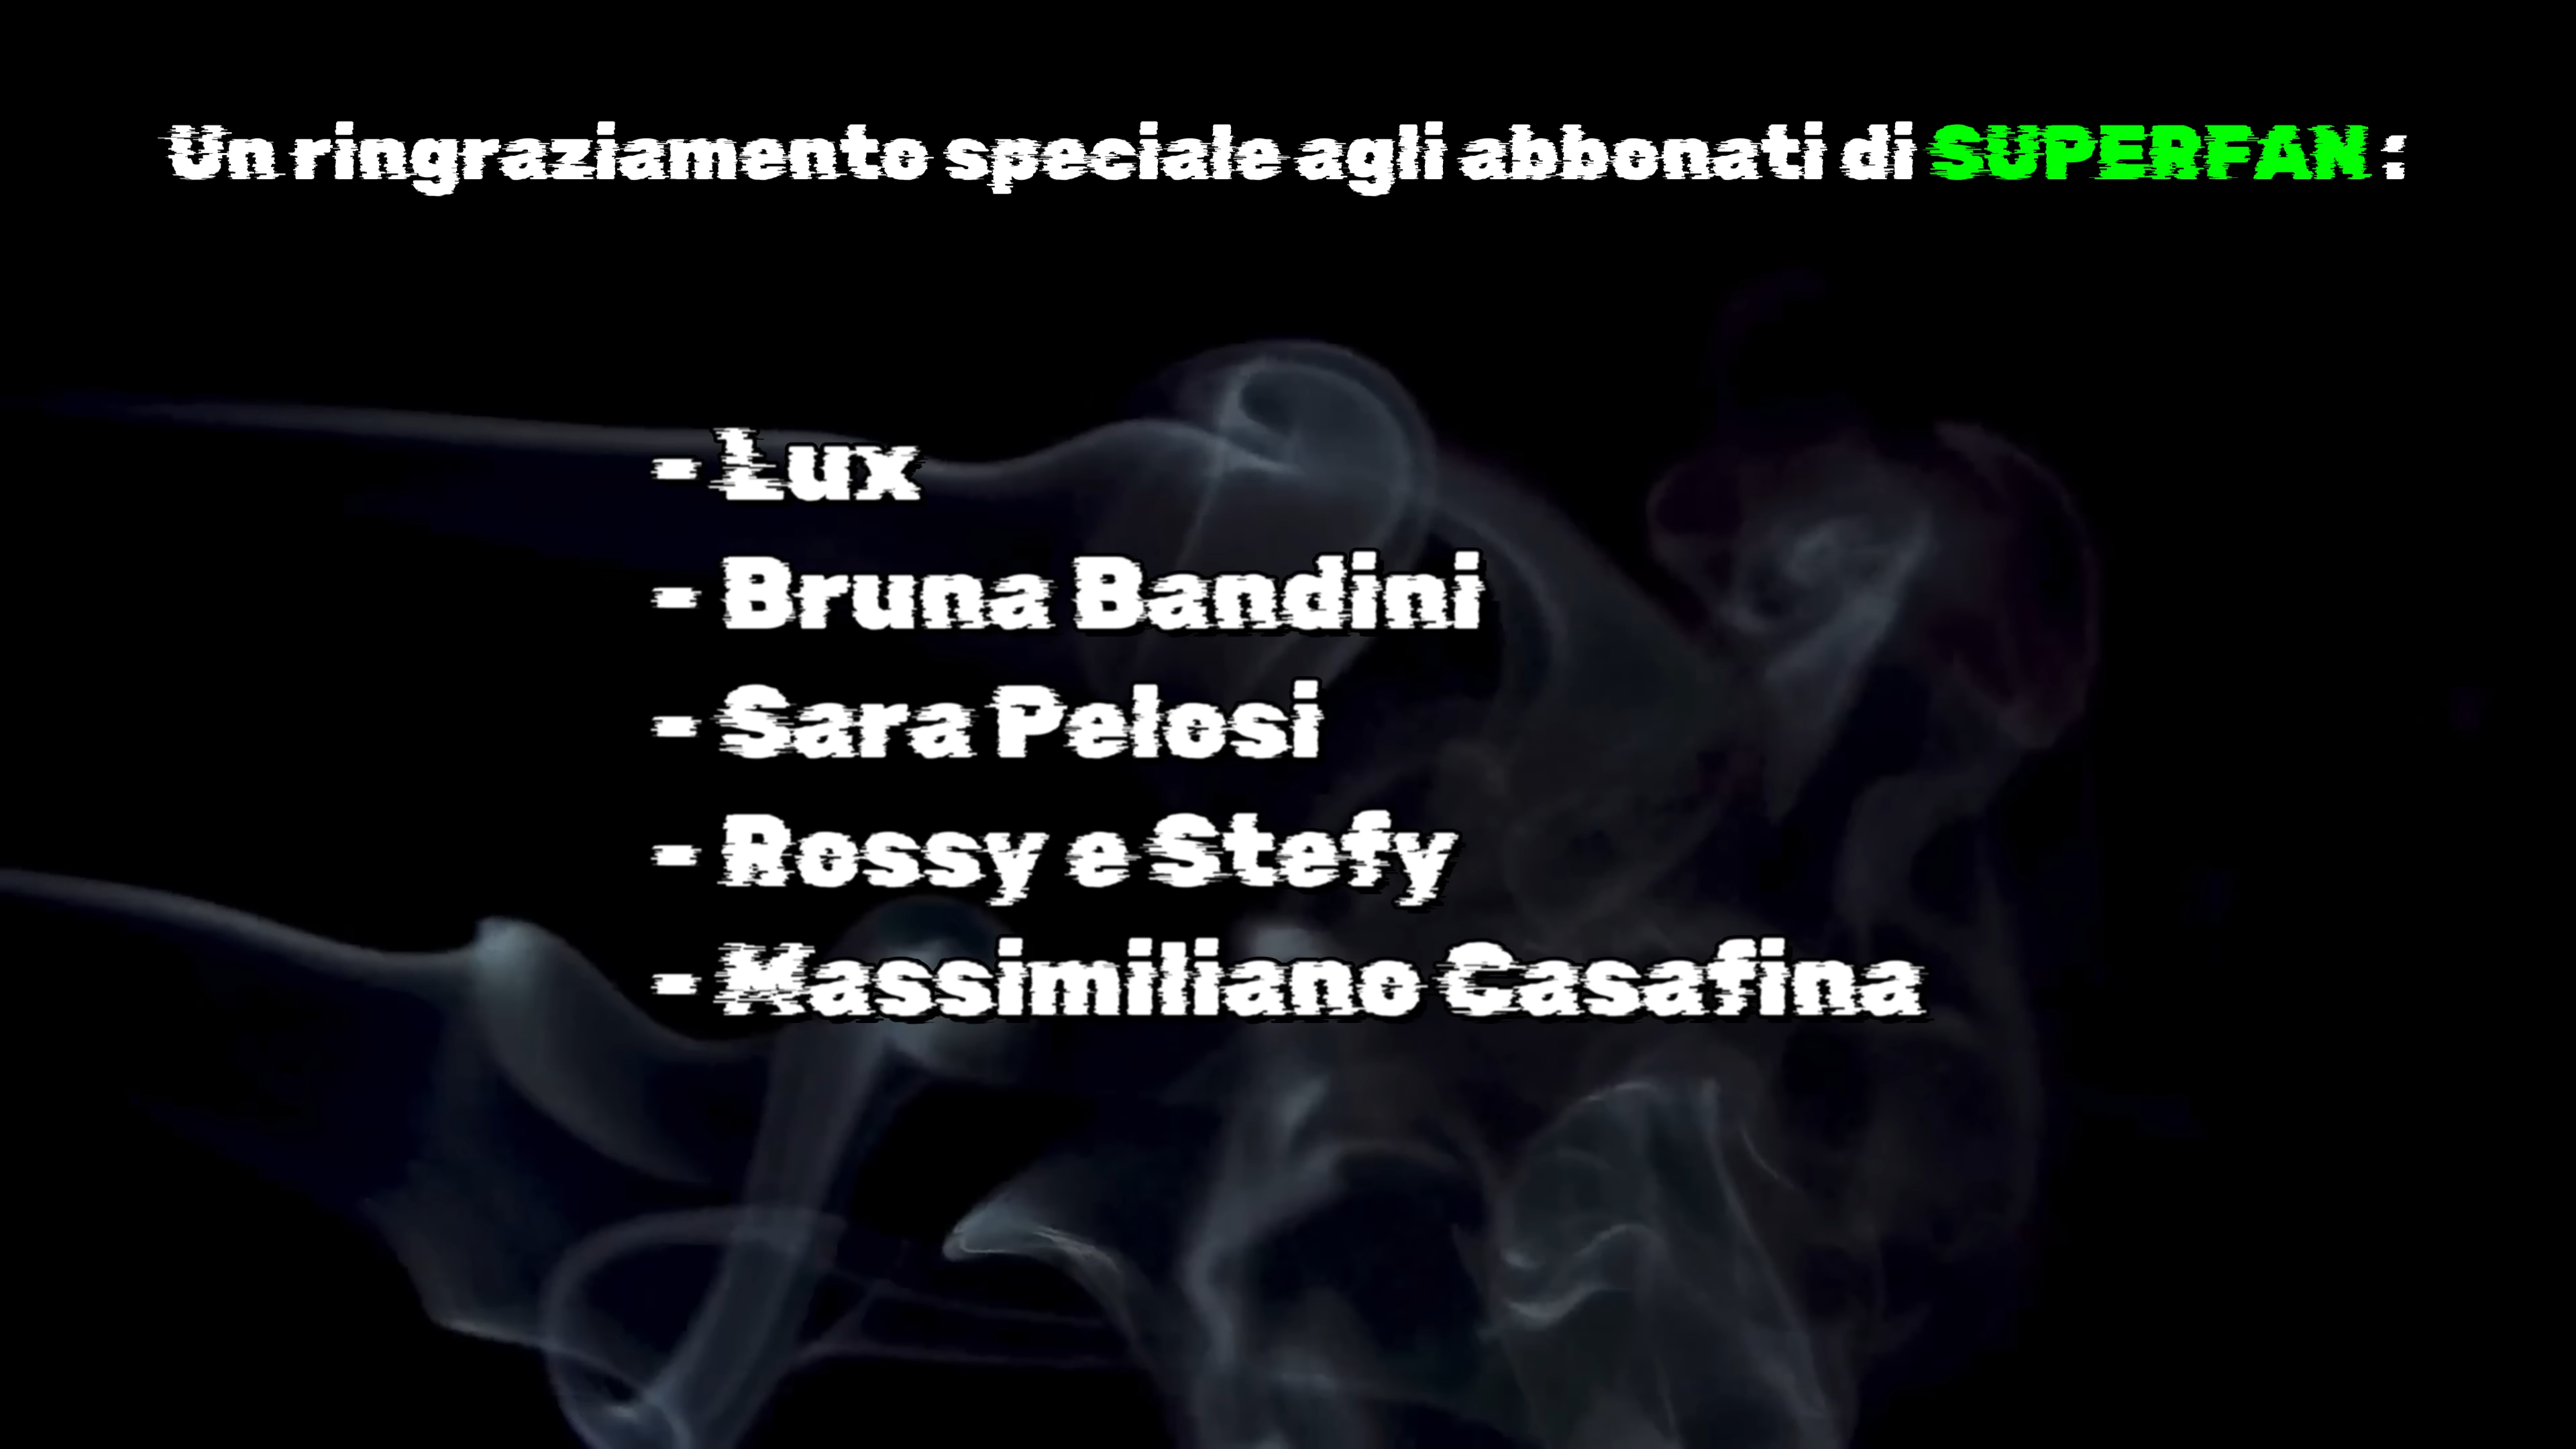 Un ringraziamento speciale agli abbonati di SUPERFAN :
- Lux
- Bruna Bandini
- Sara Pelosi
- Rossy e Stefy
- Massimiliano Casafina